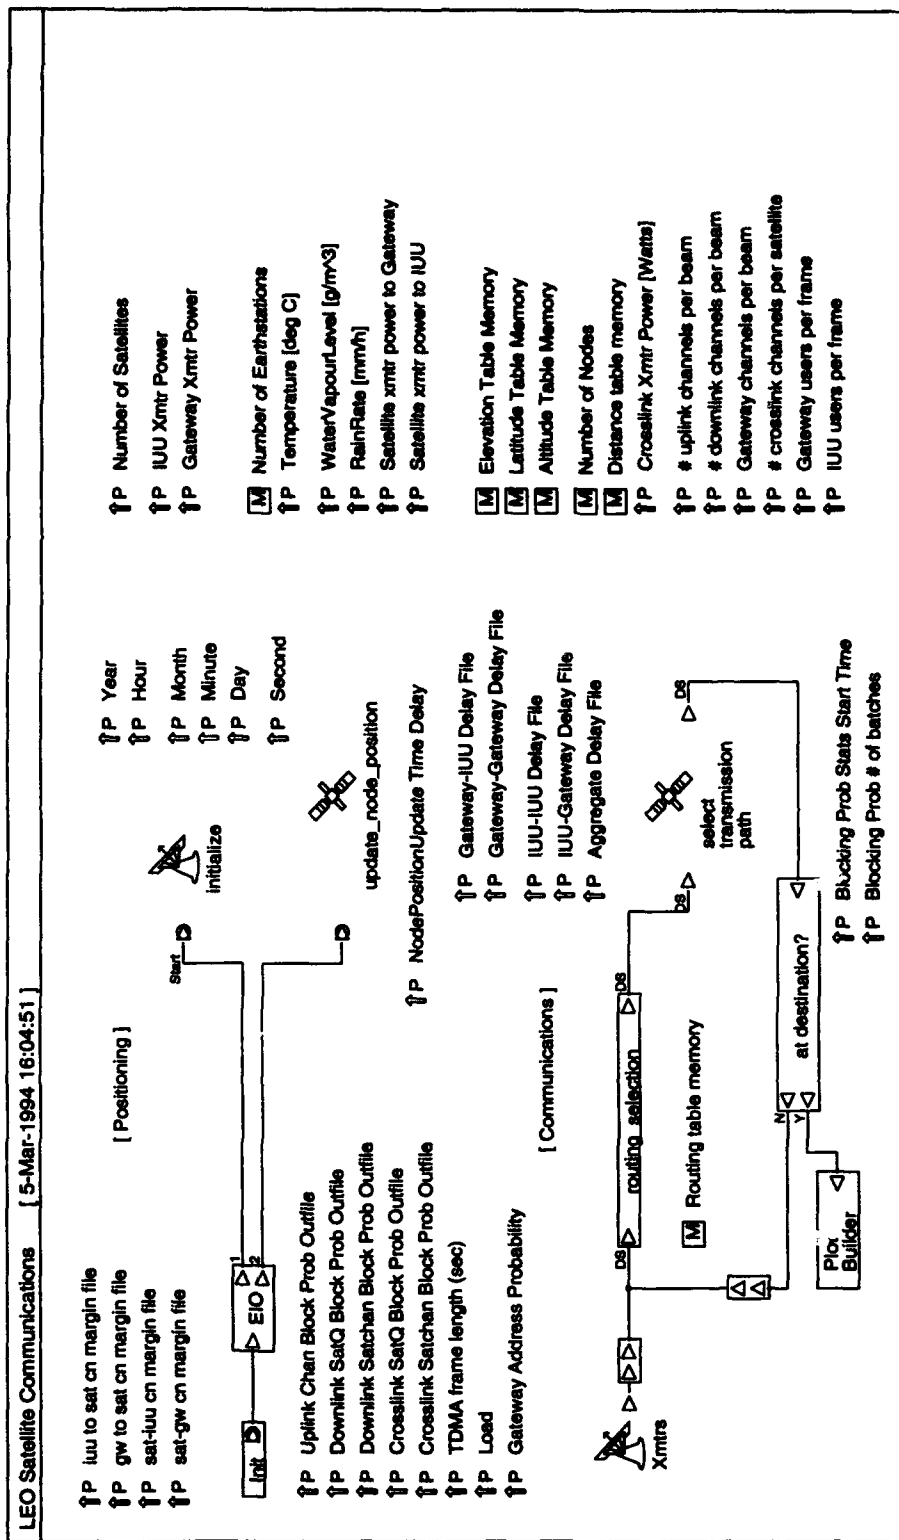 LEO Satellite Communications [ 5-Mar-1994 16:04:51 ]
⇑P iuu to sat cn margin file
⇑P gw to sat cn margin file
⇑P sat-iuu cn margin file
⇑P sat-gw cn margin file
[ Positioning ]
Init D
EIO
1
2
Start
D
initialize
D
update_node_position
⇑P NodePositionUpdate Time Delay
⇑P Year
⇑P Hour
⇑P Month
⇑P Minute
⇑P Day
⇑P Second
⇑P Number of Satellites
⇑P IUU Xmtr Power
⇑P Gateway Xmtr Power
M Number of Earthstations
⇑P Temperature [deg C]
⇑P WaterVapourLevel [g/m^3]
⇑P RainRate [mm/h]
⇑P Satellite xmtr power to Gateway
⇑P Satellite xmtr power to IUU
⇑P Uplink Chan Block Prob Outfile
⇑P Downlink SatQ Block Prob Outfile
⇑P Downlink Satchan Block Prob Outfile
⇑P Crosslink SatQ Block Prob Outfile
⇑P Crosslink Satchan Block Prob Outfile
⇑P TDMA frame length (sec)
⇑P Load
⇑P Gateway Address Probability
⇑P Gateway-IUU Delay File
⇑P Gateway-Gateway Delay File
⇑P IUU-IUU Delay File
⇑P IUU-Gateway Delay File
⇑P Aggregate Delay File
M Elevation Table Memory
M Latitude Table Memory
M Altitude Table Memory
M Number of Nodes
M Distance table memory
⇑P Crosslink Xmtr Power [Watts]
⇑P # uplink channels per beam
⇑P # downlink channels per beam
⇑P Gateway channels per beam
⇑P # crosslink channels per satellite
⇑P Gateway users per frame
⇑P IUU users per frame
[ Communications ]
Xmtrs
DS
routing_selection
DS
M Routing table memory
DS
select
transmission
path
DS
at destination?
N
Y
Plot
Builder
⇑P Blocking Prob Stats Start Time
⇑P Blocking Prob # of batches